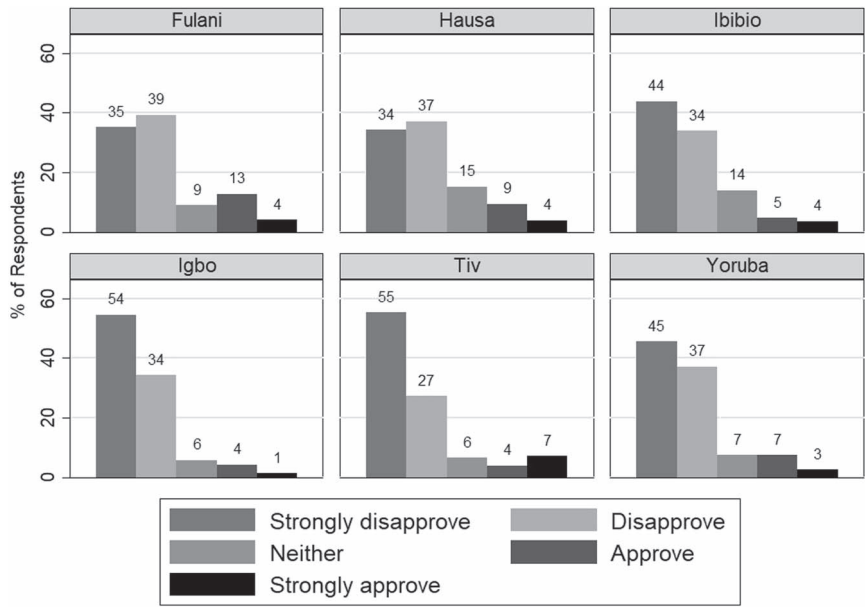 Fulani Hausa Ibibio
60
40
20
0
35 39 9 13 4
34 37 15 9 4
44 34 14 5 4
Igbo Tiv Yoruba
60
40
20
0
54 34 6 4 1
55 27 6 4 7
45 37 7 7 3
% of Respondents
Strongly disapprove Disapprove
Neither Approve
Strongly approve